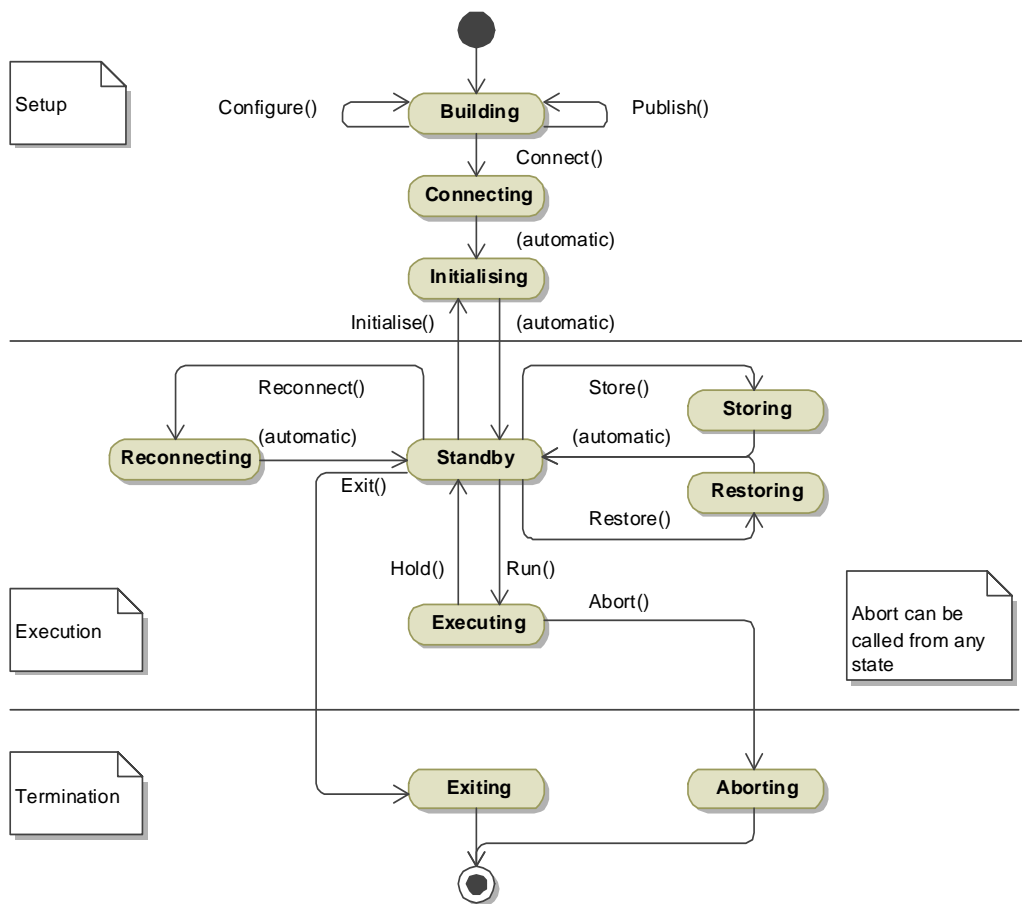 Setup
Configure()
Building
Publish()
Connect()
Connecting
(automatic)
Initialising
Initialise()
(automatic)
Reconnect()
Store()
Storing
(automatic)
(automatic)
Reconnecting
Standby
Exit()
Restoring
Restore()
Hold()
Run()
Abort()
Execution
Executing
Abort can be
called from any
state
Termination
Exiting
Aborting